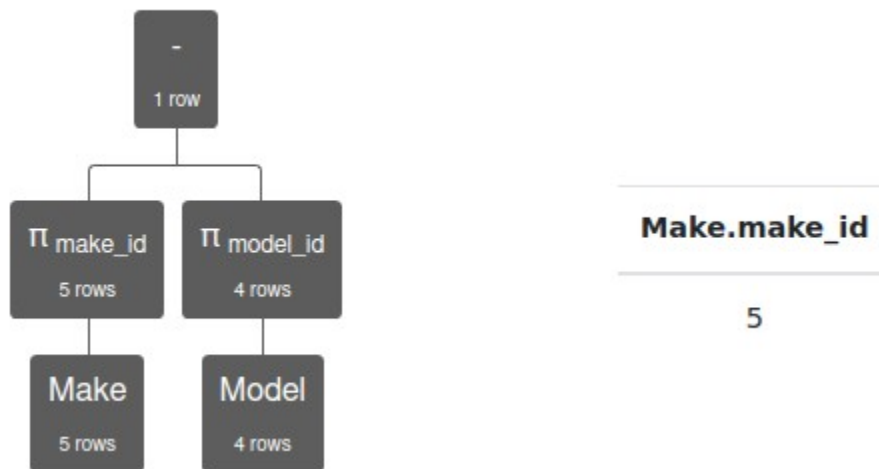 -
1 row
π make_id
5 rows
π model_id
4 rows
Make
5 rows
Model
4 rows
Make.make_id
5